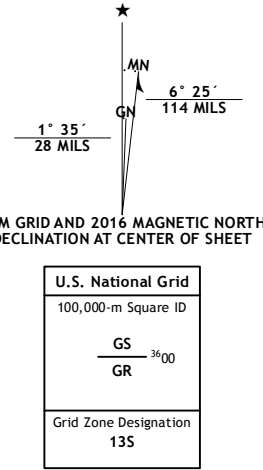 MN
GN
6° 25´
114 MILS
1° 35´
28 MILS
M GRID AND 2016 MAGNETIC NORTH
DECLINATION AT CENTER OF SHEET
U.S. National Grid
100,000-m Square ID
GS
3600
GR
Grid Zone Designation
13S